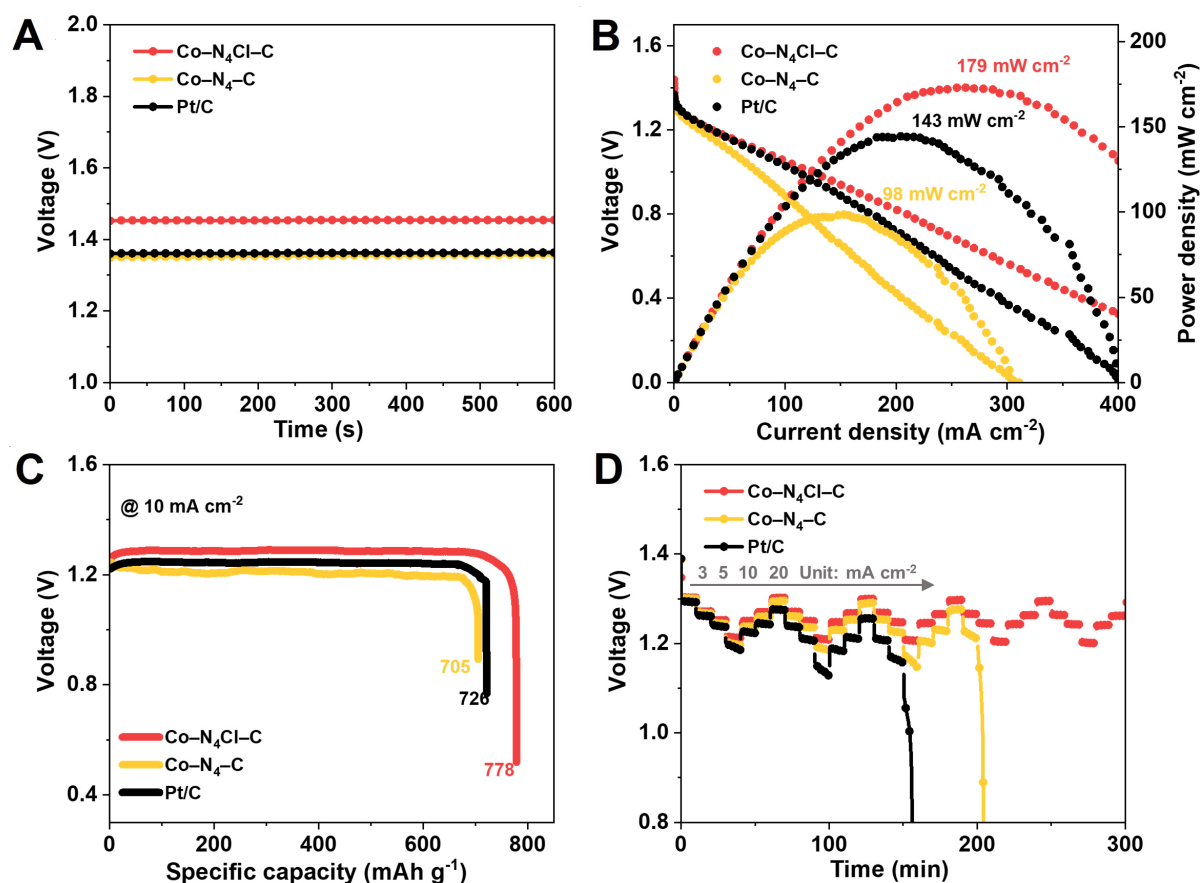 A
Co–N₄Cl–C
Co–N₄–C
Pt/C
Voltage (V)
2.0
1.8
1.6
1.4
1.2
1.0
0 100 200 300 400 500 600
Time (s)
B
Co–N₄Cl–C
Co–N₄–C
Pt/C
179 mW cm⁻²
143 mW cm⁻²
98 mW cm⁻²
Voltage (V)
1.6
1.2
0.8
0.4
0.0
200
150
100
50
0
Power density (mW cm⁻²)
0 100 200 300 400
Current density (mA cm⁻²)
C
@ 10 mA cm⁻²
Voltage (V)
1.6
1.2
0.8
0.4
705
726
778
Co–N₄Cl–C
Co–N₄–C
Pt/C
0 200 400 600 800
Specific capacity (mAh g⁻¹)
D
Co–N₄Cl–C
Co–N₄–C
Pt/C
3 5 10 20 Unit: mA cm⁻²
Voltage (V)
1.6
1.4
1.2
1.0
0.8
0 100 200 300
Time (min)